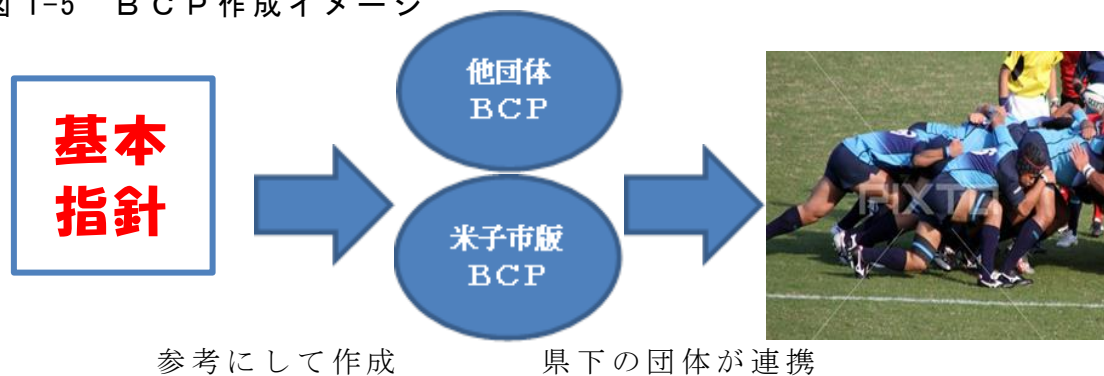 図 1-5 ＢＣＰ作成イメージ
基本
指針
他団体
ＢＣＰ
米子市版
ＢＣＰ
PIXTA
参考にして作成
県下の団体が連携